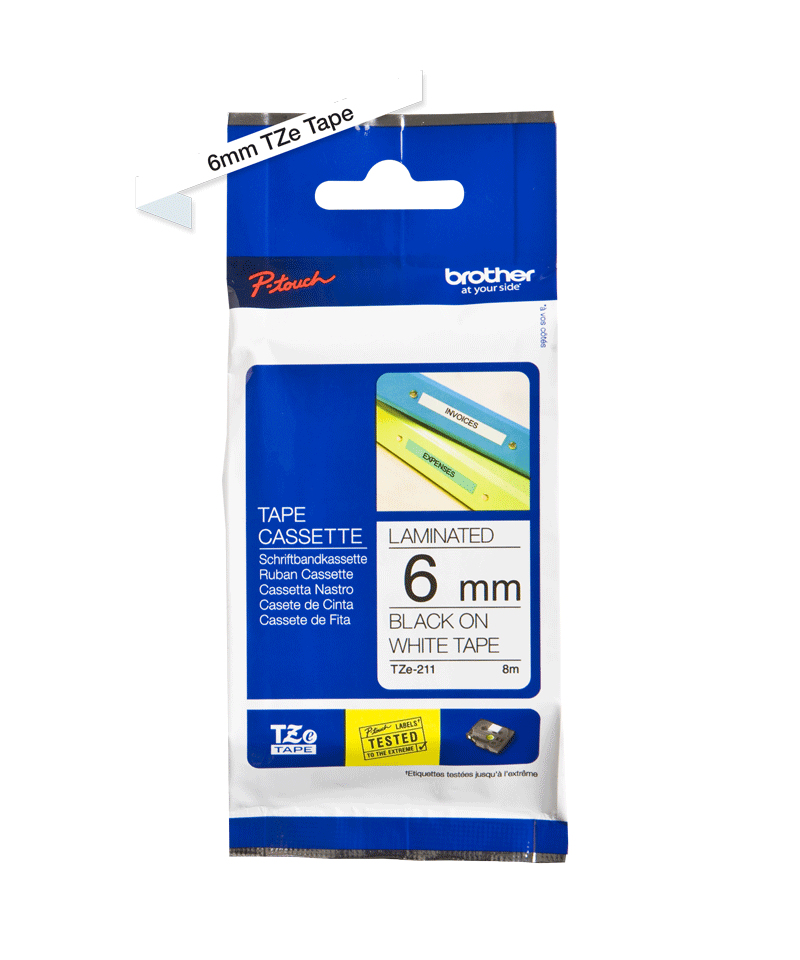 6mm TZe Tape
P-touch
brother
at your side*
*à vos côtés
INVOICES
EXPENSES
TAPE
CASSETTE
Schriftbandkassette
Ruban Cassette
Cassetta Nastro
Casete de Cinta
Cassete de Fita
LAMINATED
6 mm
BLACK ON
WHITE TAPE
TZe-211 8m
TZe
TAPE
P-touch LABELS†
TESTED
TO THE EXTREME
†Etiquettes testées jusqu'à l'extrême